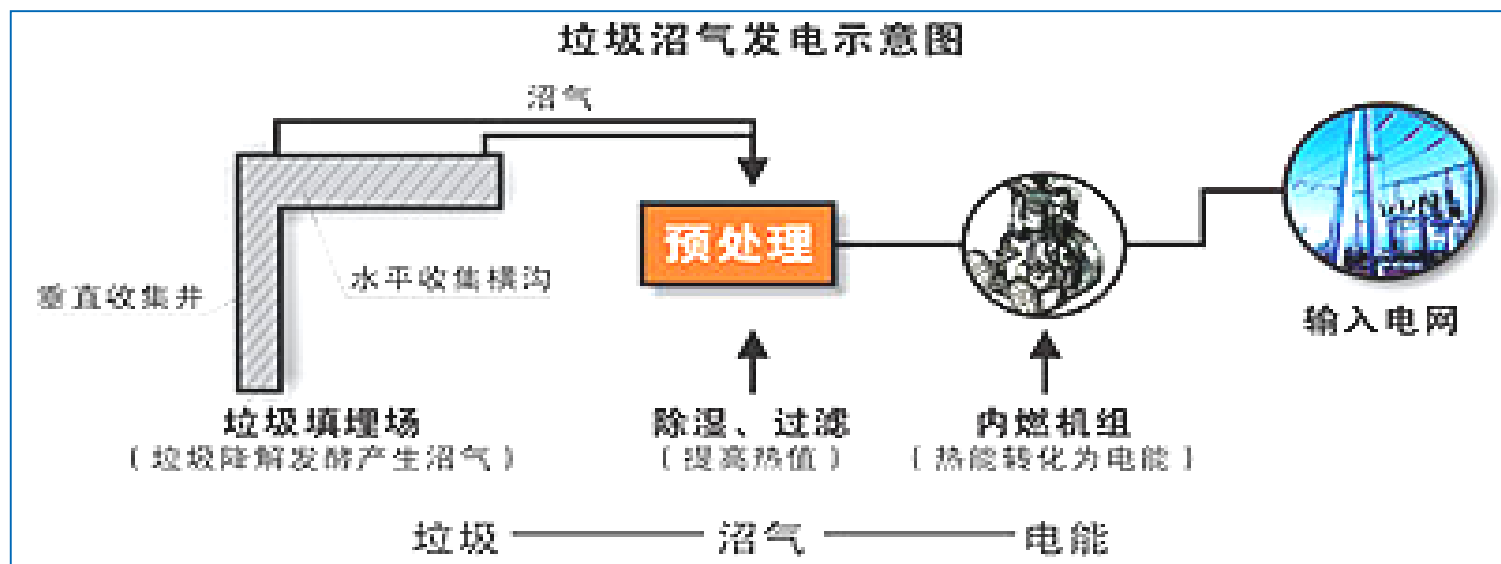 垃圾沼气发电示意图
沼气
预处理
水平收集横沟
垂直收集井
输入电网
垃圾填埋场
（垃圾降解发酵产生沼气）
除湿、过滤
（提高热值）
内燃机组
（热能转化为电能）
垃圾——沼气——电能